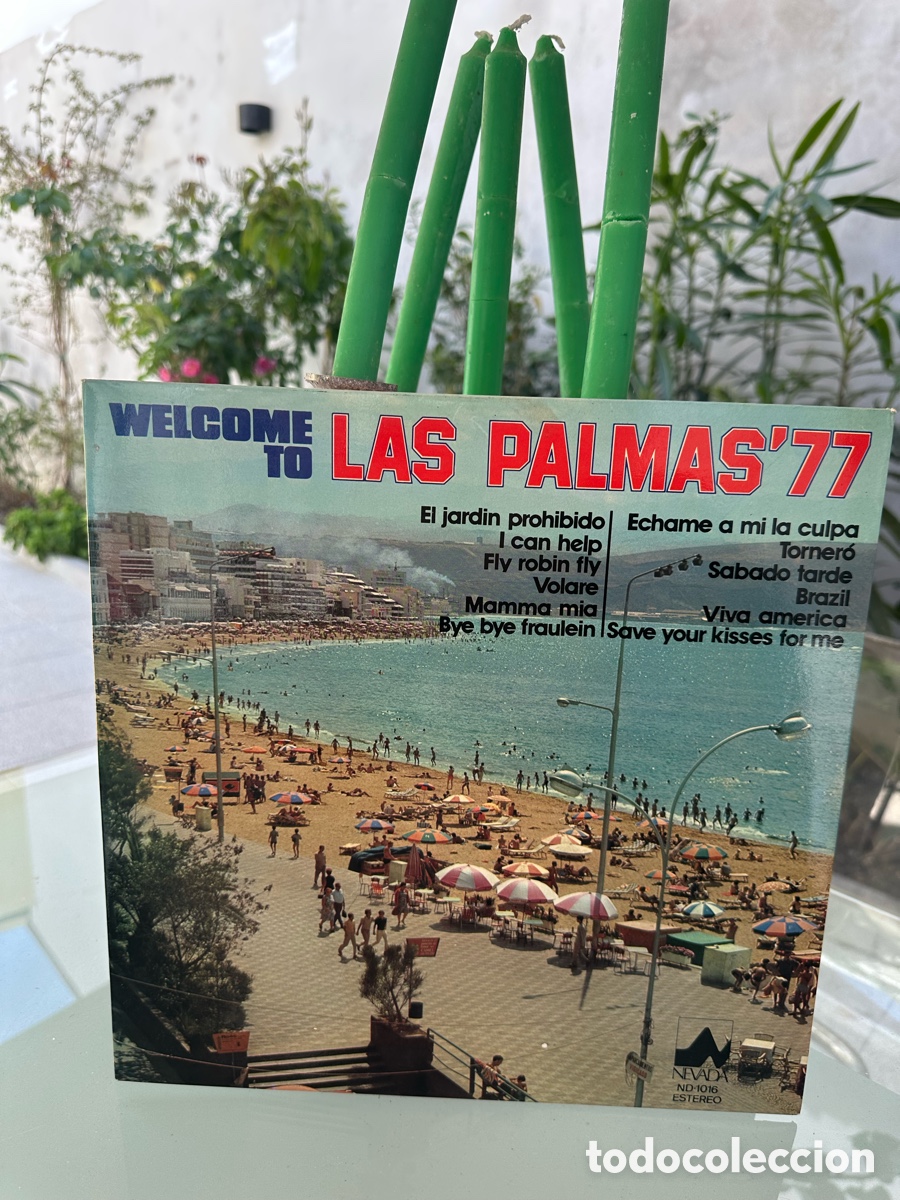 WELCOME
TO
LAS PALMAS'77
El jardin prohibido
I can help
Fly robin fly
Volare
Mamma mia
Bye bye fraulein
Echame a mi la culpa
Torneró
Sabado tarde
Brazil
Viva america
Save your kisses for me
NEVADA
ND-1016
ESTEREO
todocoleccion